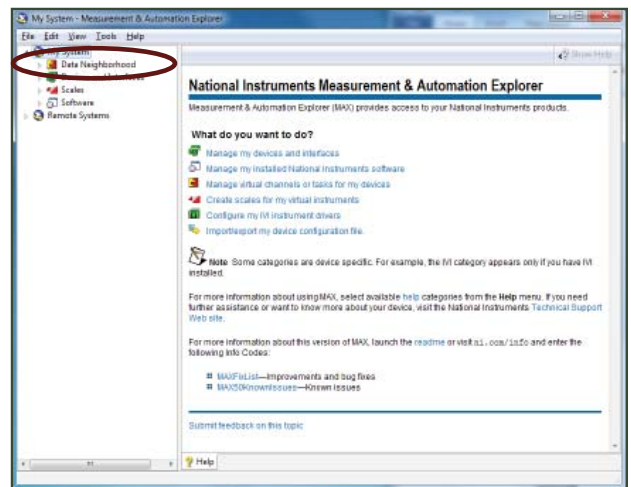 My System - Measurement & Automation Explorer
File Edit View Tools Help
My System
Data Neighborhood
Devices and Interfaces
Scales
Software
Remote Systems
Show Help
National Instruments Measurement & Automation Explorer
Measurement & Automation Explorer (MAX) provides access to your National Instruments products.
What do you want to do?
Manage my devices and interfaces
Manage my installed National Instruments software
Manage virtual channels or tasks for my devices
Create scales for my virtual instruments
Configure my IVI instrument drivers
Import/export my device configuration file.
Note Some categories are device specific. For example, the IVI category appears only if you have IVI
installed.
For more information about using MAX, select available help categories from the Help menu. If you need
further assistance or want to know more about your device, visit the National Instruments Technical Support
Web site.
For more information about this version of MAX, launch the readme or visit ni.com/info and enter the
following Info Codes:
MAXFixList—Improvements and bug fixes
MAX50KnownIssues—Known issues
Submit feedback on this topic
Help